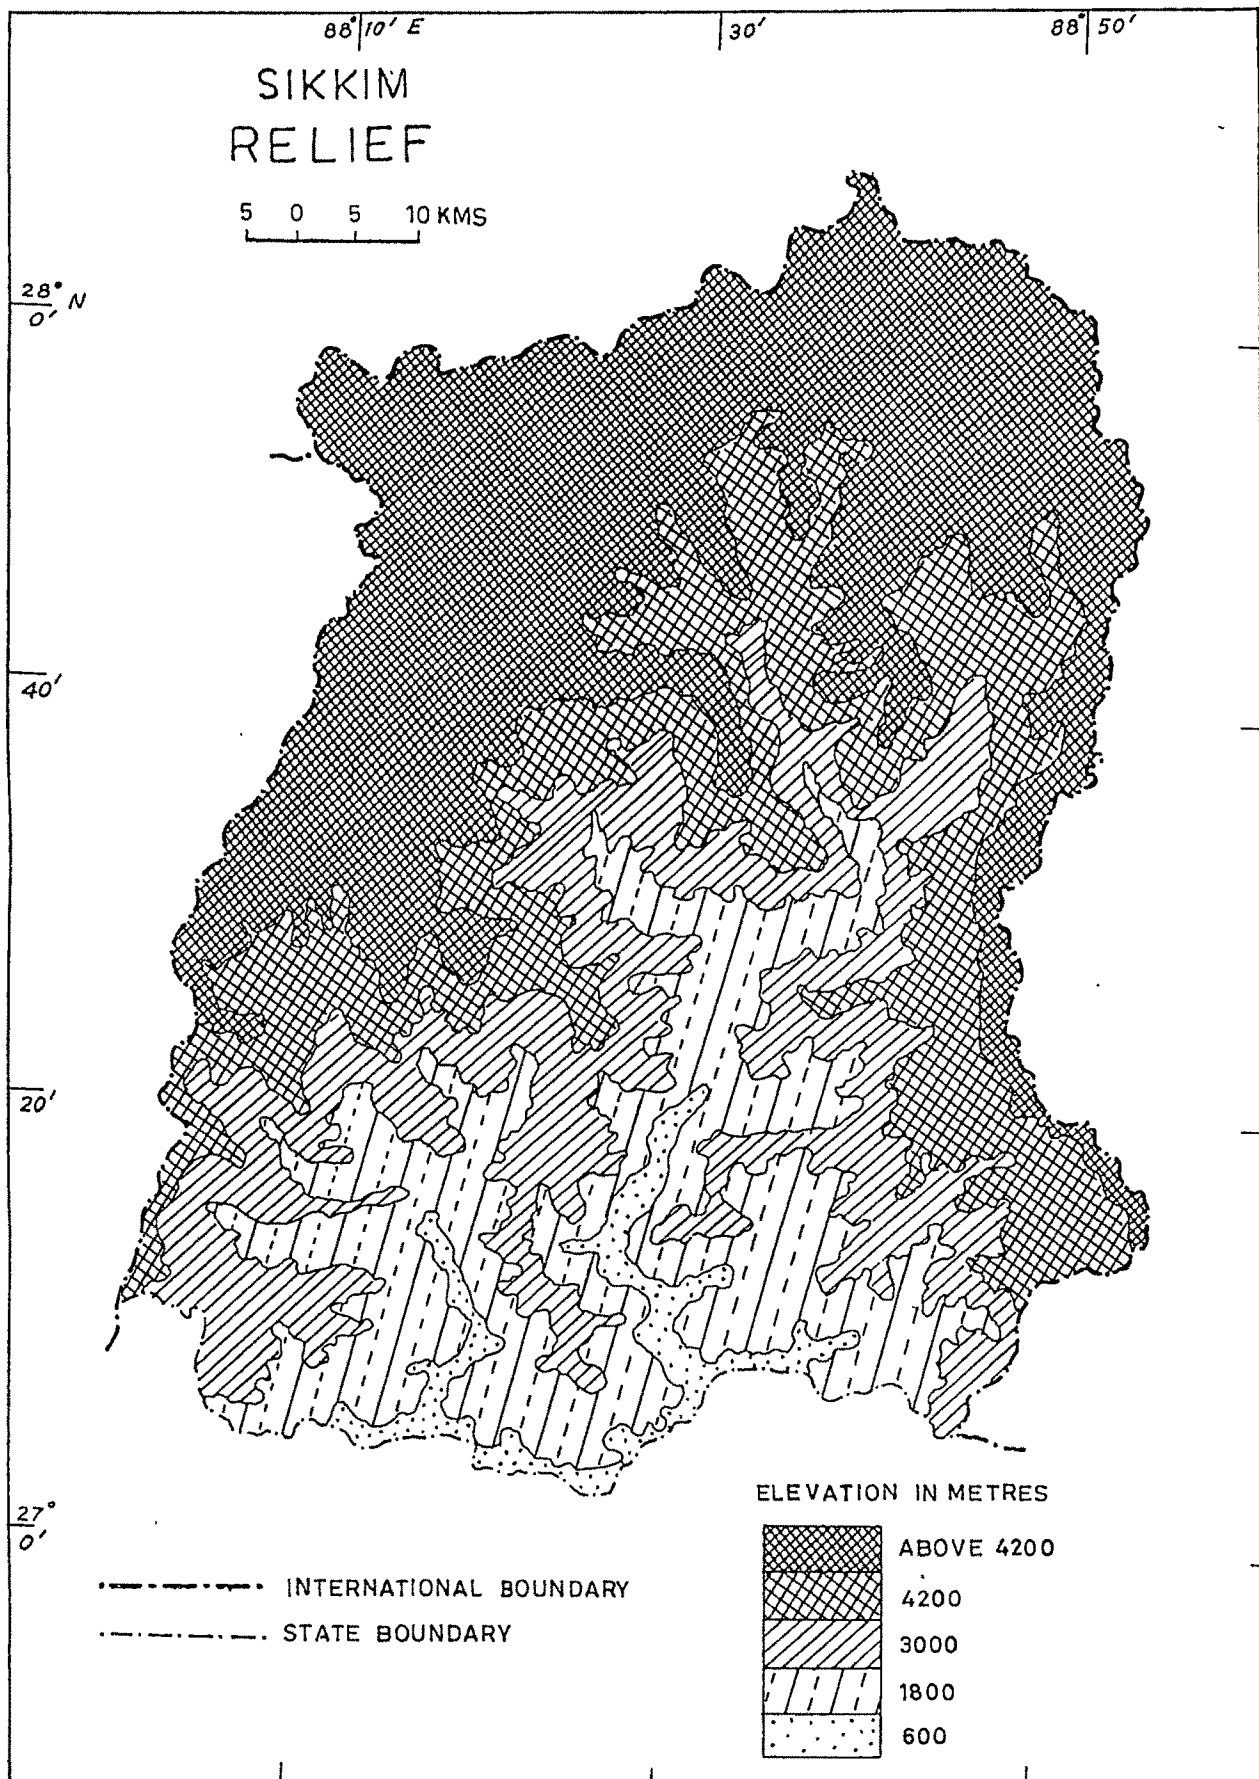 88° 10' E
30'
88° 50'
SIKKIM
RELIEF
5 0 5 10 KMS
28° N
0'
40'
20'
27°
0'
ELEVATION IN METRES
ABOVE 4200
4200
3000
1800
600
INTERNATIONAL BOUNDARY
STATE BOUNDARY